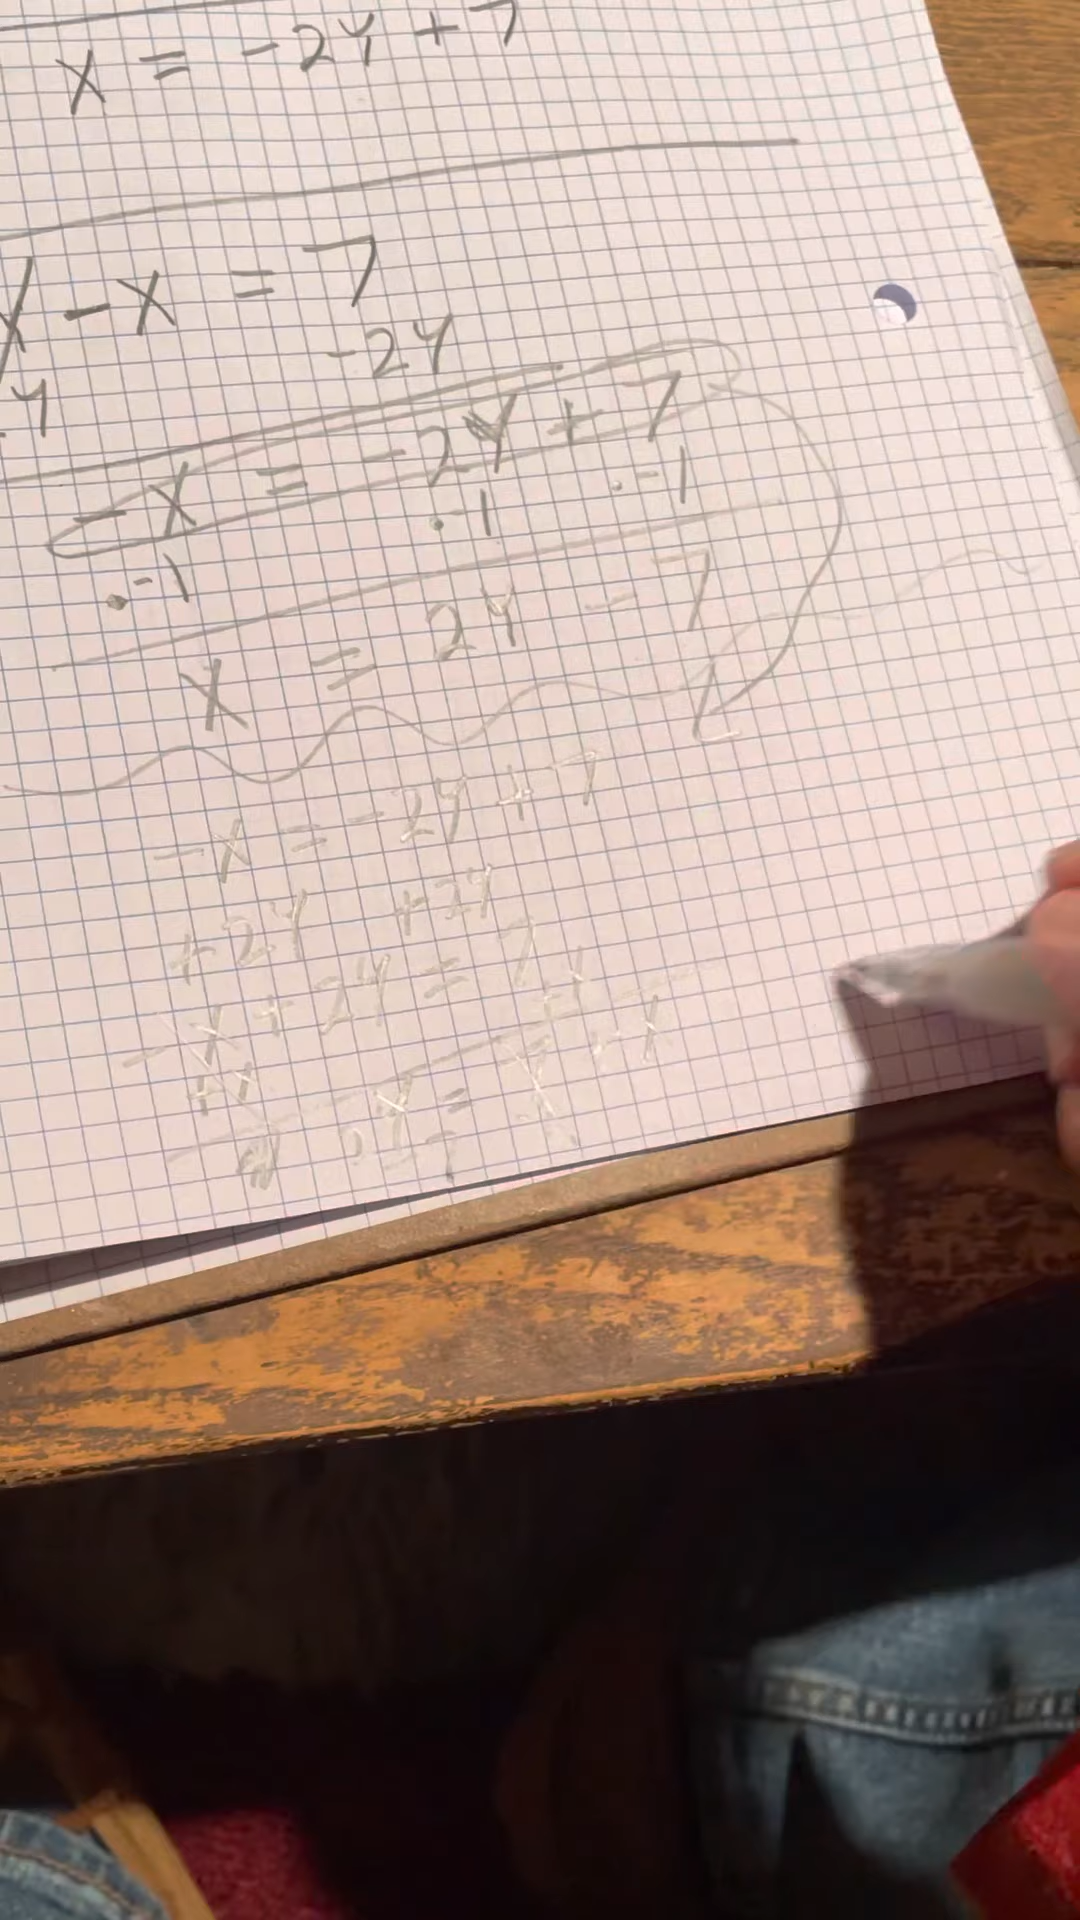 x = -2y + 7
y - x = 7
y -2y
- x = -2y + 7
·-1 ·-1 ·-1
x = 2y - 7
-x = -2y + 7
+2y +2y
- x + 2y = 7